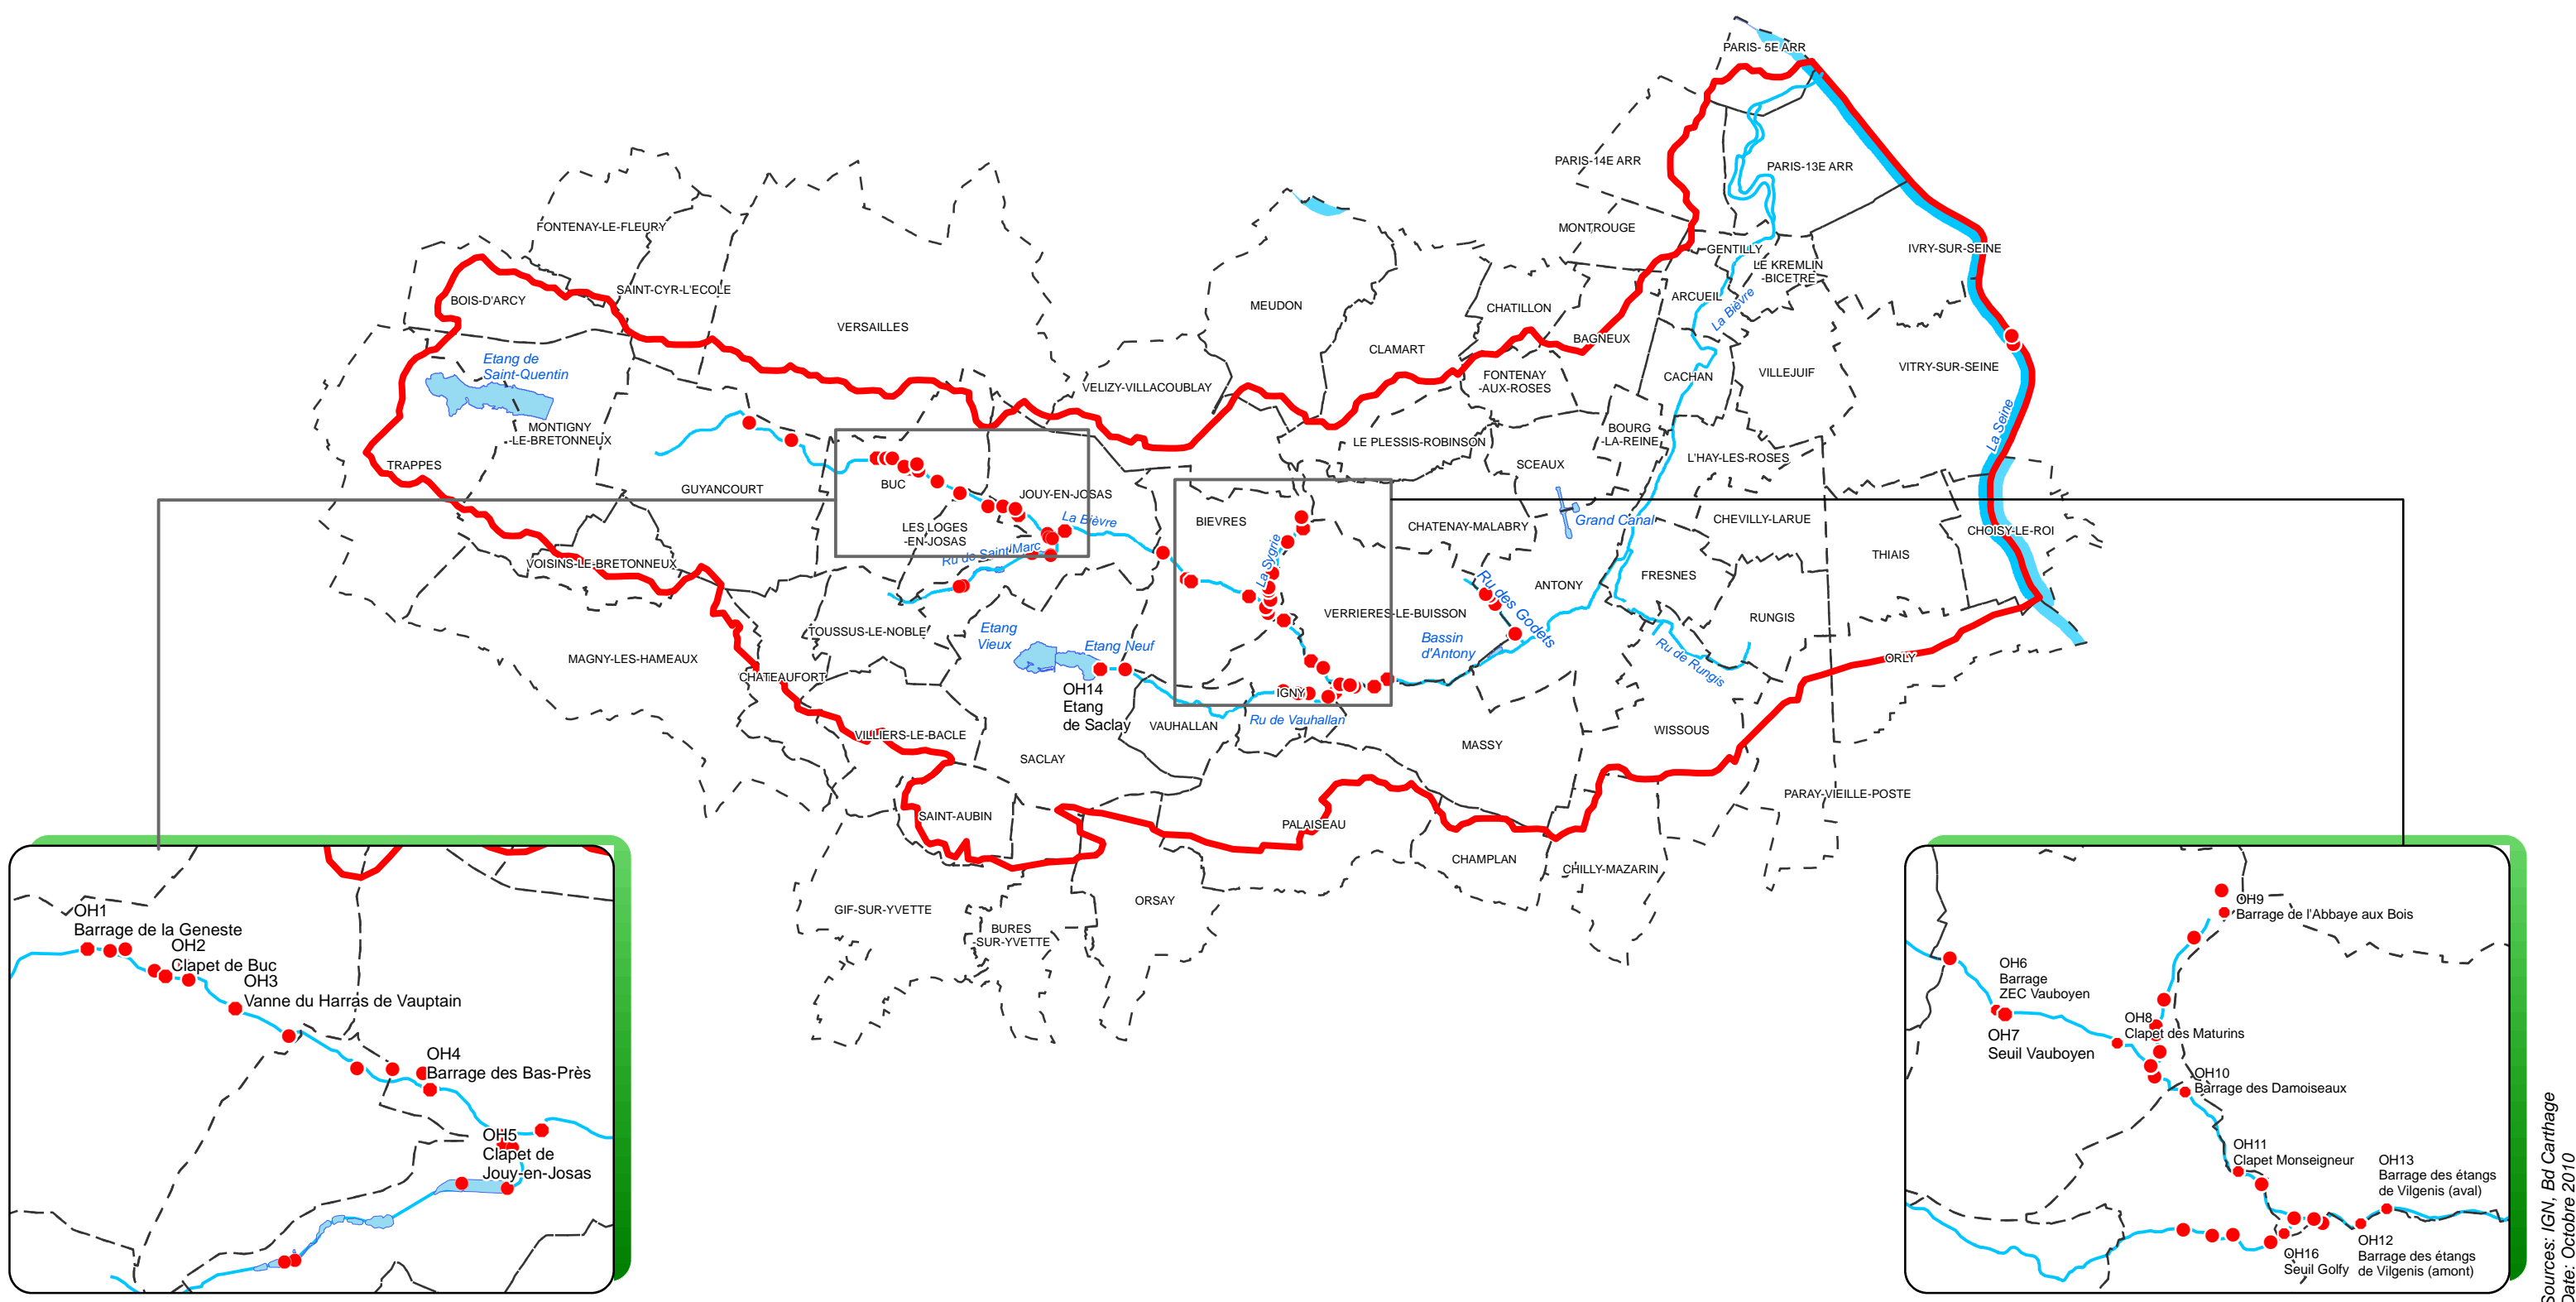 PARIS- 5E ARR
PARIS-14E ARR
PARIS-13E ARR
FONTENAY-LE-FLEURY
MONTROUGE
GENTILLY
IVRY-SUR-SEINE
LE KREMLIN
-BICETRE
SAINT-CYR-L'ECOLE
BOIS-D'ARCY
ARCUEIL
La Bièvre
MEUDON
CHATILLON
VERSAILLES
BAGNEUX
CLAMART
Etang de
Saint-Quentin
VITRY-SUR-SEINE
VILLEJUIF
CACHAN
FONTENAY
-AUX-ROSES
VELIZY-VILLACOUBLAY
La Seine
MONTIGNY
-LE-BRETONNEUX
BOURG
-LA-REINE
LE PLESSIS-ROBINSON
L'HAY-LES-ROSES
TRAPPES
SCEAUX
BUC
GUYANCOURT
JOUY-EN-JOSAS
La Bièvre
BIEVRES
CHATENAY-MALABRY
Grand Canal
CHEVILLY-LARUE
CHOISY-LE-ROI
LES LOGES
-EN-JOSAS
Ru de Saint Marc
La Sygrie
THIAIS
VOISINS-LE-BRETONNEUX
FRESNES
ANTONY
Ru des Godets
VERRIERES-LE-BUISSON
RUNGIS
TOUSSUS-LE-NOBLE
Etang
Vieux
Etang Neuf
Bassin
d'Antony
Ru de Rungis
MAGNY-LES-HAMEAUX
ORLY
CHATEAUFORT
OH14
Etang
de Saclay
IGNY
VAUHALLAN
Ru de Vauhallan
WISSOUS
VILLIERS-LE-BACLE
MASSY
SACLAY
PARAY-VIEILLE-POSTE
SAINT-AUBIN
PALAISEAU
CHAMPLAN
CHILLY-MAZARIN
ORSAY
GIF-SUR-YVETTE
BURES
-SUR-YVETTE
OH1
Barrage de la Geneste
OH2
Clapet de Buc
OH3
Vanne du Harras de Vauptain
OH4
Barrage des Bas-Près
OH5
Clapet de
Jouy-en-Josas
OH9
Barrage de l'Abbaye aux Bois
OH6
Barrage
ZEC Vauboyen
OH8
Clapet des Maturins
OH7
Seuil Vauboyen
OH10
Barrage des Damoiseaux
OH11
Clapet Monseigneur
OH13
Barrage des étangs
de Vilgenis (aval)
OH16
Seuil Golfy
OH12
Barrage des étangs
de Vilgenis (amont)
Sources: IGN, Bd Carthage
Date: Octobre 2010